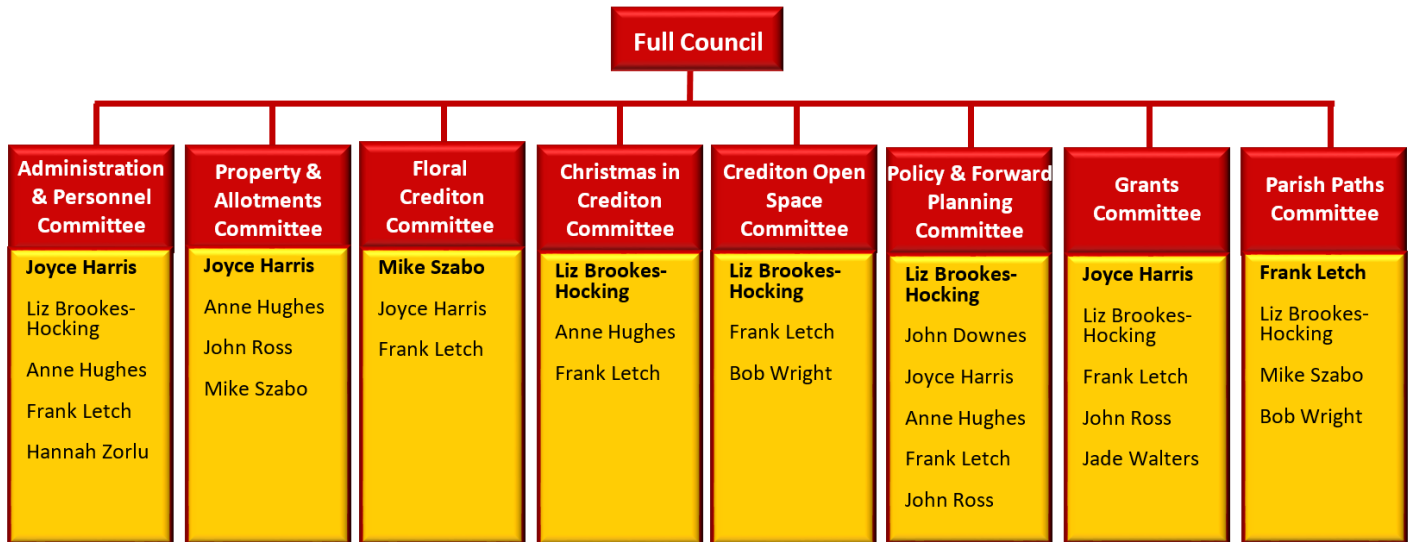 Full Council
Administration
& Personnel
Committee
Joyce Harris
Liz Brookes-
Hocking
Anne Hughes
Frank Letch
Hannah Zorlu
Property &
Allotments
Committee
Joyce Harris
Anne Hughes
John Ross
Mike Szabo
Floral
Crediton
Committee
Mike Szabo
Joyce Harris
Frank Letch
Christmas in
Crediton
Committee
Liz Brookes-
Hocking
Anne Hughes
Frank Letch
Crediton Open
Space
Committee
Liz Brookes-
Hocking
Frank Letch
Bob Wright
Policy & Forward
Planning
Committee
Liz Brookes-
Hocking
John Downes
Joyce Harris
Anne Hughes
Frank Letch
John Ross
Grants
Committee
Joyce Harris
Liz Brookes-
Hocking
Frank Letch
John Ross
Jade Walters
Parish Paths
Committee
Frank Letch
Liz Brookes-
Hocking
Mike Szabo
Bob Wright